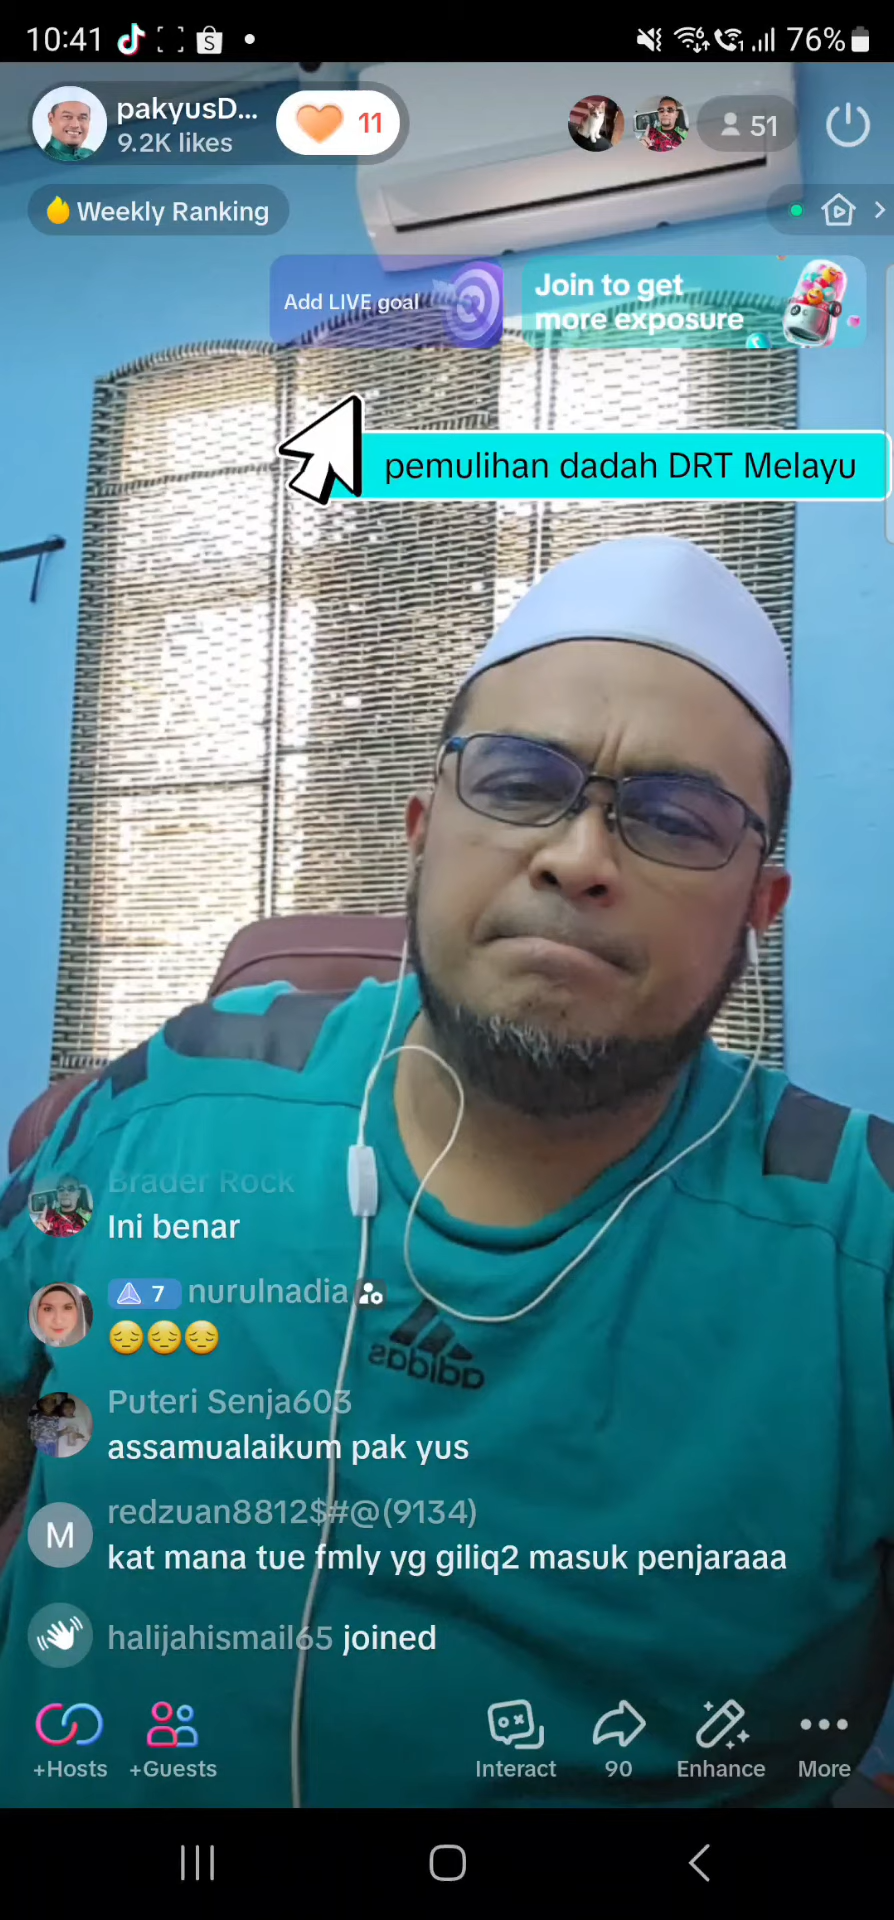 10:41
76%
pakyusD...
9.2K likes
11
51
Weekly Ranking
Add LIVE goal
Join to get
more exposure
pemulihan dadah DRT Melayu
Brader Rock
Ini benar
7 nurulnadia
😔😔😔
Puteri Senja603
assamualaikum pak yus
M
redzuan8812$#@(9134)
kat mana tue fmly yg giliq2 masuk penjaraaa
halijahismail65 joined
adidas
+Hosts
+Guests
Interact
90
Enhance
More